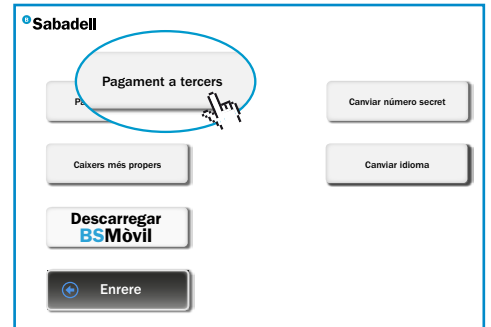 Sabadell
Pagament a tercers
Canviar número secret
Caixers més propers
Canviar idioma
Descarregar
BSMòvil
Enrere